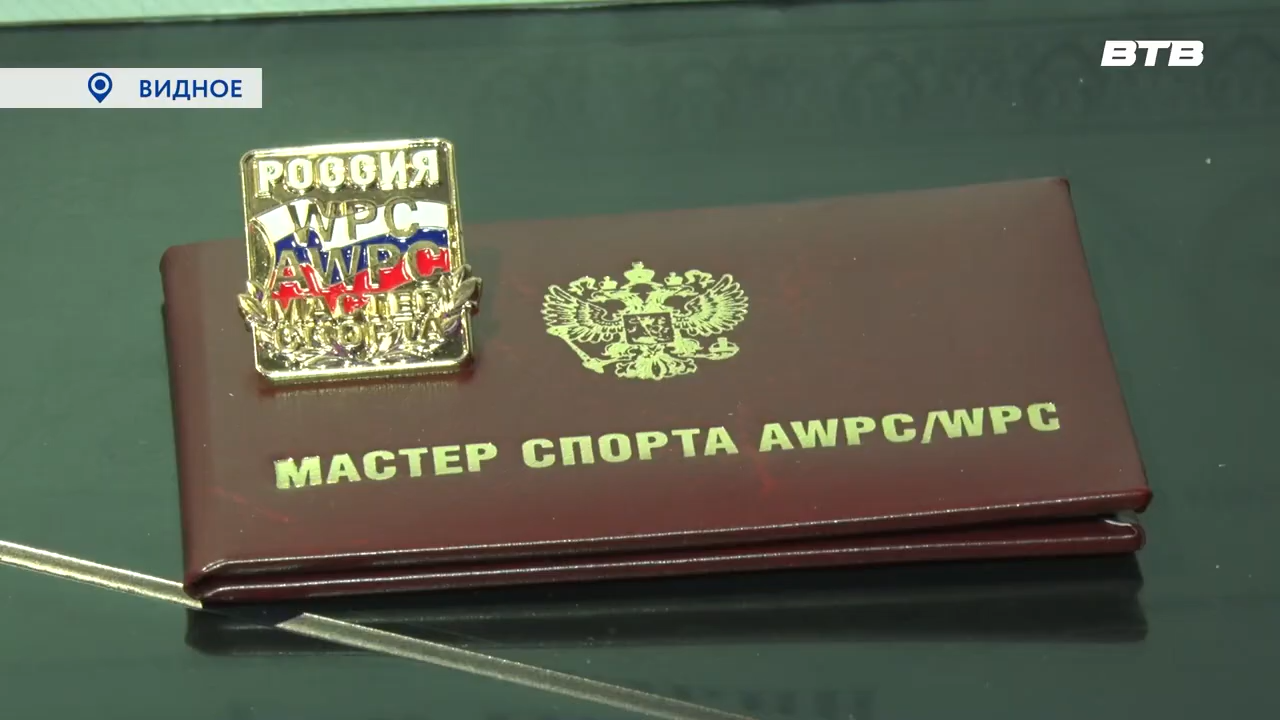 ВТВ
ВИДНОЕ
РОССИЯ
WPC
AWPC
МАСТЕР
СПОРТА
МАСТЕР СПОРТА AWPC/WPC